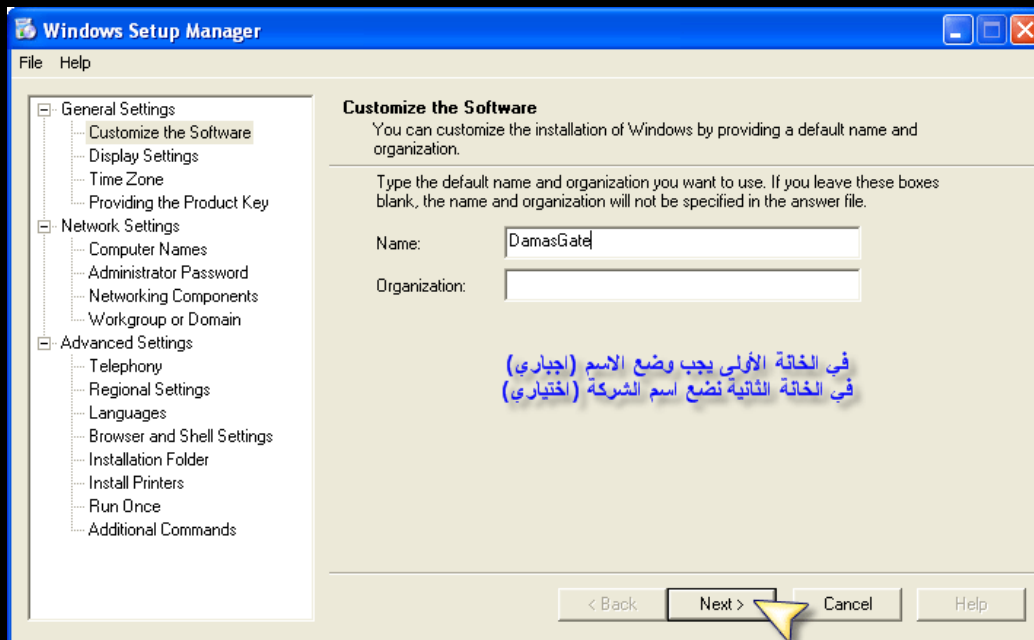 Windows Setup Manager
File Help
General Settings
Customize the Software
Display Settings
Time Zone
Providing the Product Key
Network Settings
Computer Names
Administrator Password
Networking Components
Workgroup or Domain
Advanced Settings
Telephony
Regional Settings
Languages
Browser and Shell Settings
Installation Folder
Install Printers
Run Once
Additional Commands
Customize the Software
You can customize the installation of Windows by providing a default name and
organization.
Type the default name and organization you want to use. If you leave these boxes
blank, the name and organization will not be specified in the answer file.
Name: DamasGate
Organization:
في الخانة الأولى يجب وضع الاسم (اجباري)
في الخانة الثانية نضع اسم الشركة (اختياري)
< Back Next > Cancel Help